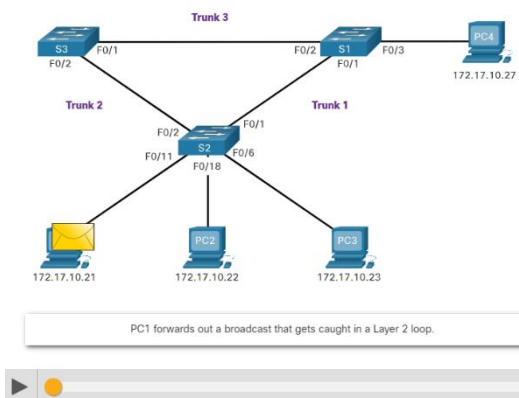 Trunk 3
S3
F0/1
F0/2
S1
F0/3
PC4
F0/2
F0/1
172.17.10.27
Trunk 2
Trunk 1
F0/2
F0/1
S2
F0/11
F0/6
F0/18
PC2
PC3
172.17.10.21
172.17.10.22
172.17.10.23
PC1 forwards out a broadcast that gets caught in a Layer 2 loop.